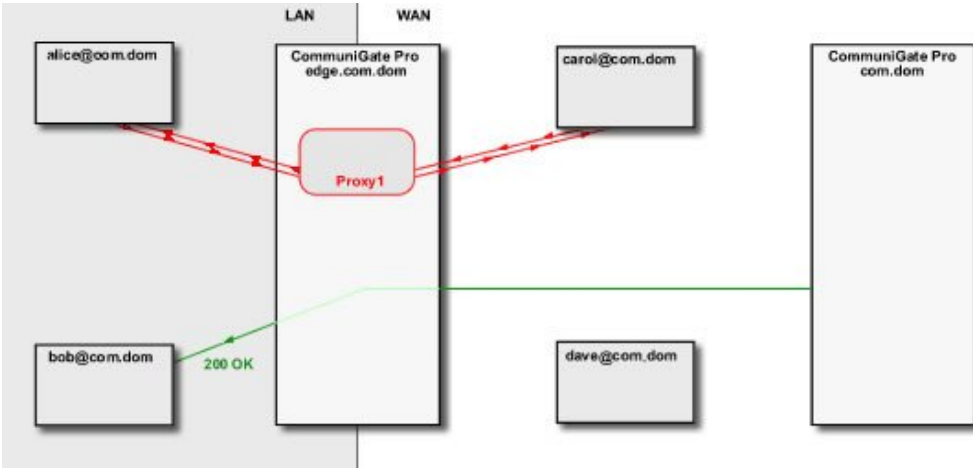 LAN
WAN
alice@com.dom
CommuniGate Pro
edge.com.dom
carol@com.dom
CommuniGate Pro
com.dom
Proxy1
bob@com.dom
200 OK
dave@com.dom